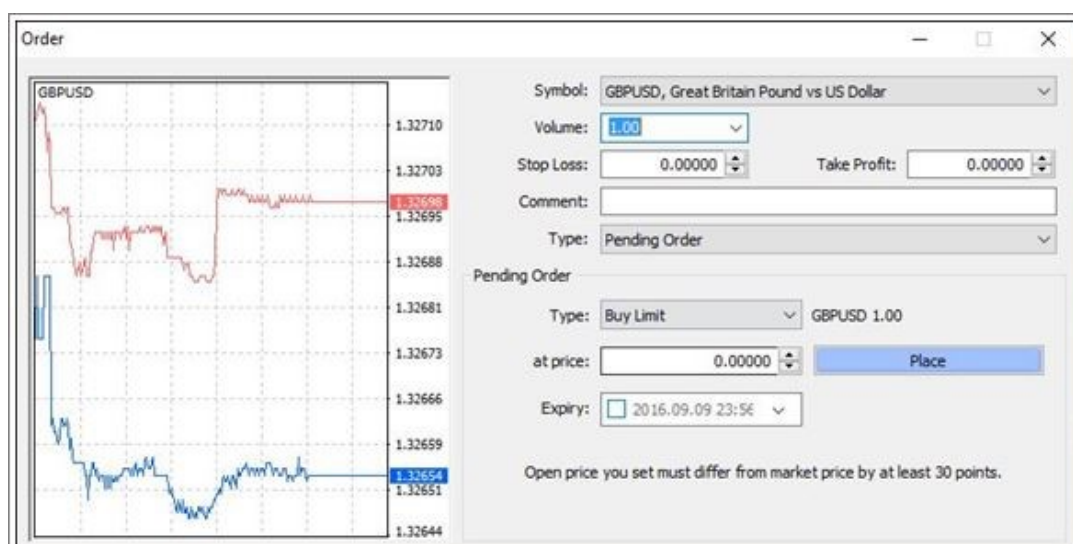 Order
GBPUSD
1.32710
1.32703
1.32698
1.32695
1.32688
1.32681
1.32673
1.32666
1.32659
1.32654
1.32651
1.32644
Symbol: GBPUSD, Great Britain Pound vs US Dollar
Volume: 1.00
Stop Loss: 0.00000 Take Profit: 0.00000
Comment:
Type: Pending Order
Pending Order
Type: Buy Limit GBPUSD 1.00
at price: 0.00000 Place
Expiry: 2016.09.09 23:56
Open price you set must differ from market price by at least 30 points.